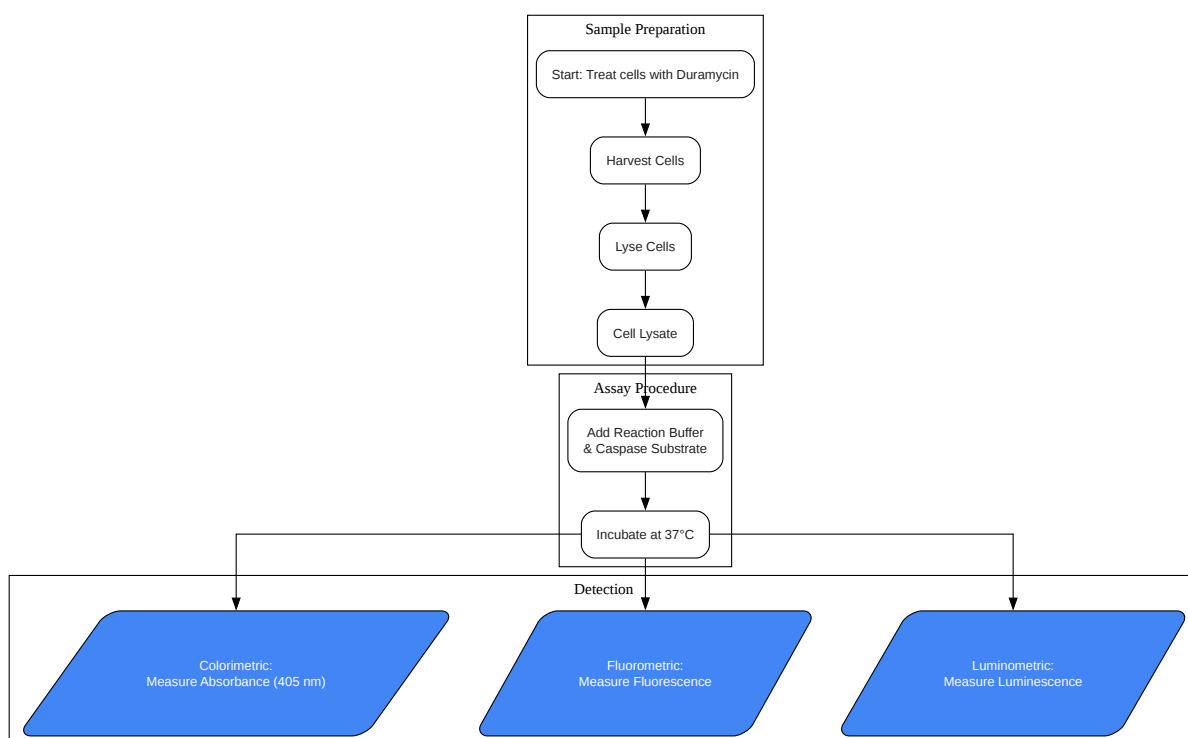 Sample Preparation
Start: Treat cells with Duramycin
Harvest Cells
Lyse Cells
Cell Lysate
Assay Procedure
Add Reaction Buffer
& Caspase Substrate
Incubate at 37°C
Detection
Colorimetric:
Measure Absorbance (405 nm)
Fluorometric:
Measure Fluorescence
Luminometric:
Measure Luminescence